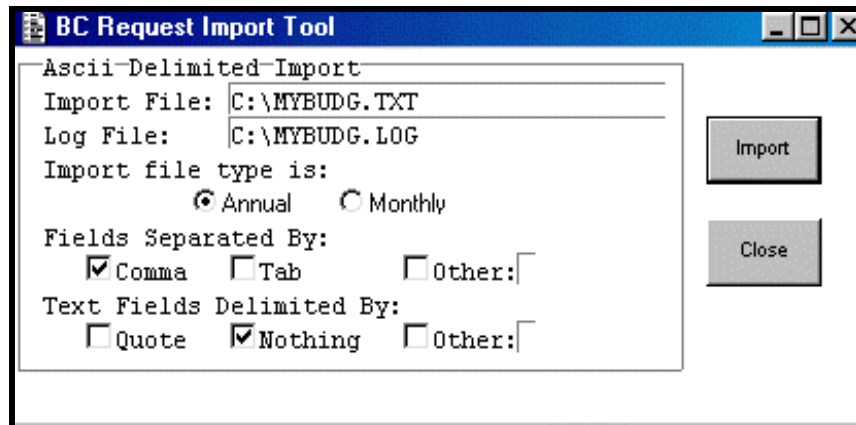 BC Request Import Tool
Ascii Delimited Import
Import File: C:\MYBUDG.TXT
Log File: C:\MYBUDG.LOG
Import file type is:
Annual Monthly
Fields Separated By:
Comma Tab Other:
Text Fields Delimited By:
Quote Nothing Other:
Import
Close